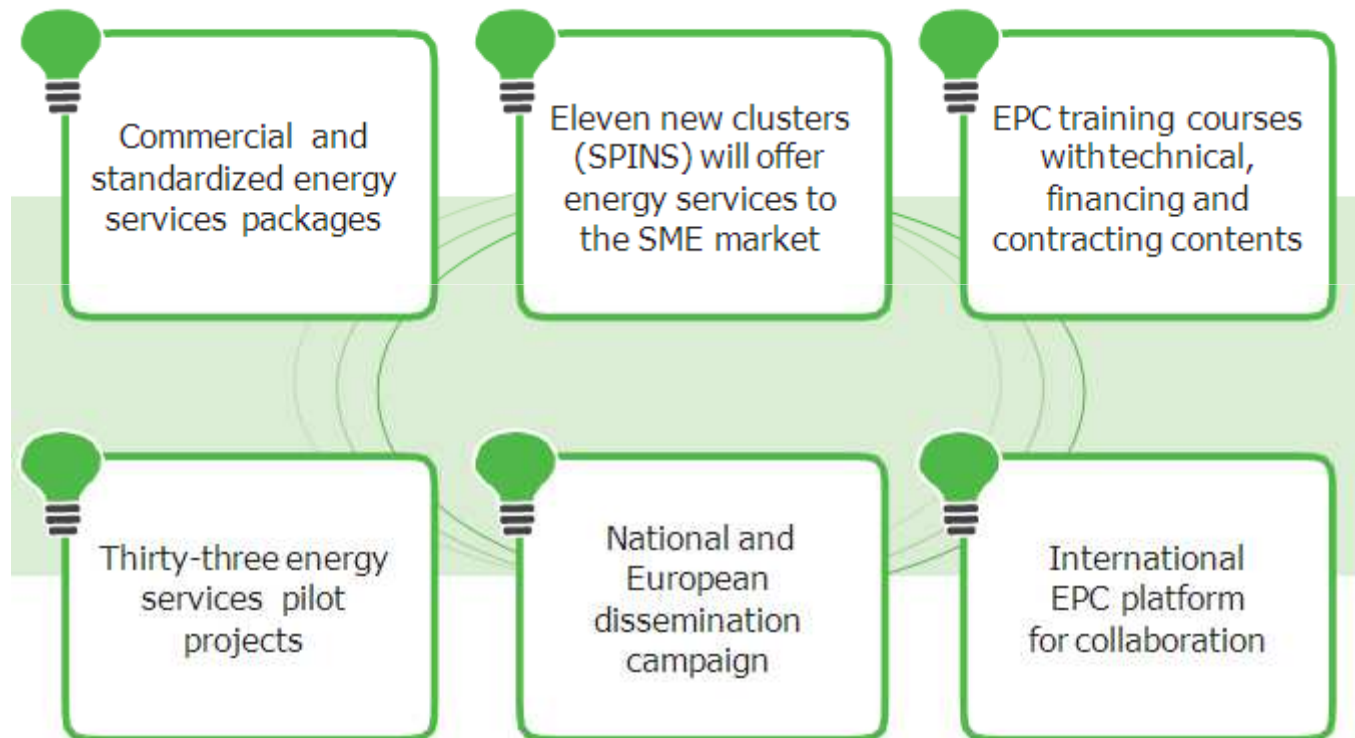 Commercial and
standardized energy
services packages
Eleven new clusters
(SPINS) will offer
energy services to
the SME market
EPC training courses
withtechnical,
financing and
contracting contents
Thirty-three energy
services pilot
projects
National and
European
dissemination
campaign
International
EPC platform
for collaboration